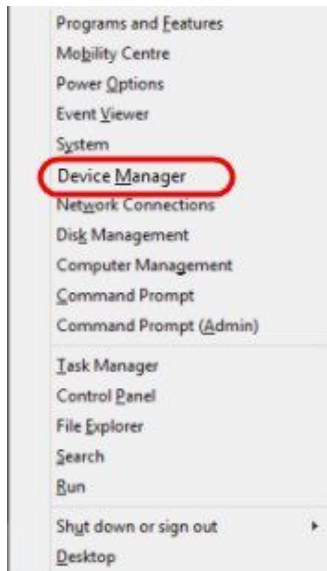 Programs and Features
Mobility Centre
Power Options
Event Viewer
System
Device Manager
Network Connections
Disk Management
Computer Management
Command Prompt
Command Prompt (Admin)
Task Manager
Control Panel
File Explorer
Search
Run
Shut down or sign out
Desktop